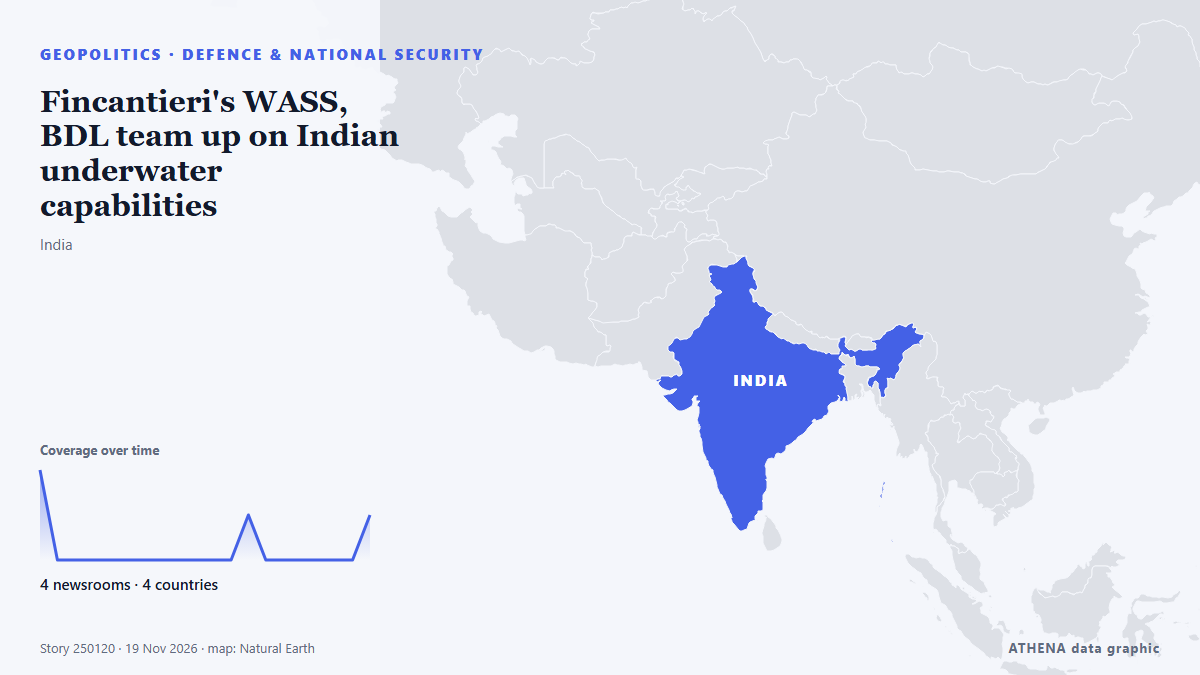 GEOPOLITICS · DEFENCE & NATIONAL SECURITY
Fincantieri's WASS,
BDL team up on Indian
underwater
capabilities
India
INDIA
Coverage over time
4 newsrooms · 4 countries
Story 250120 · 19 Nov 2026 · map: Natural Earth
ATHENA data graphic